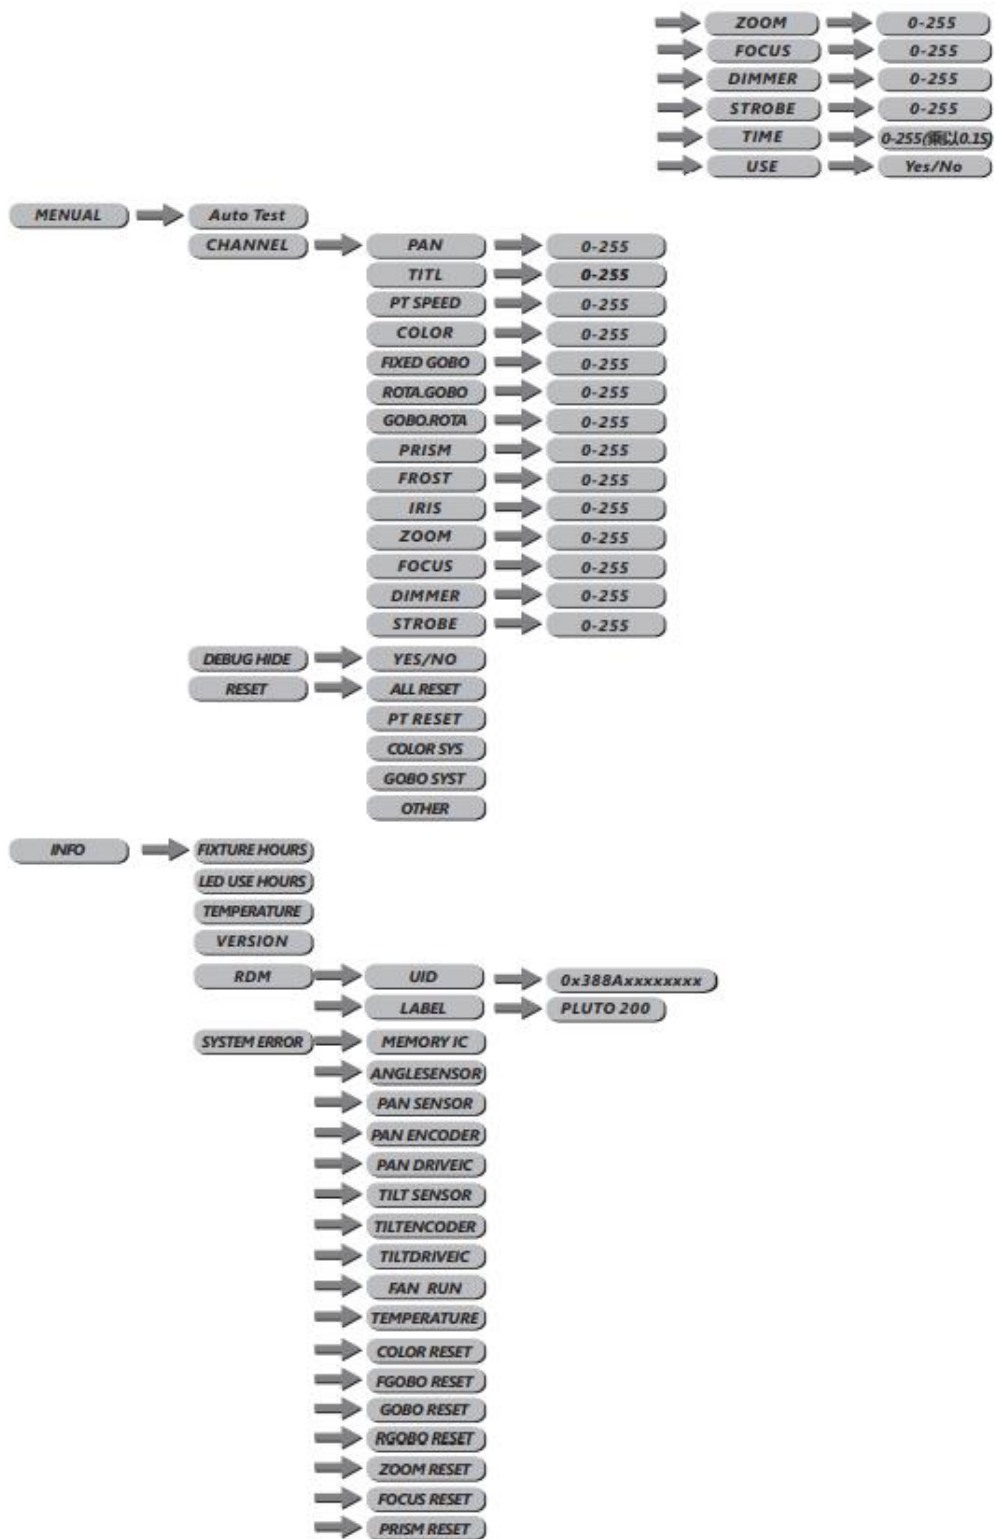 ZOOM 0-255
FOCUS 0-255
DIMMER 0-255
STROBE 0-255
TIME 0-255(乘以0.1S)
USE Yes/No
MENUAL Auto Test
CHANNEL PAN 0-255
TITL 0-255
PT SPEED 0-255
COLOR 0-255
FIXED GOBO 0-255
ROTA.GOBO 0-255
GOBO.ROTA 0-255
PRISM 0-255
FROST 0-255
IRIS 0-255
ZOOM 0-255
FOCUS 0-255
DIMMER 0-255
STROBE 0-255
DEBUG HIDE YES/NO
RESET ALL RESET
PT RESET
COLOR SYS
GOBO SYST
OTHER
INFO FIXTURE HOURS
LED USE HOURS
TEMPERATURE
VERSION
RDM UID 0x388Axxxxxxxx
LABEL PLUTO 200
SYSTEM ERROR MEMORY IC
ANGLESENSOR
PAN SENSOR
PAN ENCODER
PAN DRIVEIC
TILT SENSOR
TILTENCODER
TILTDRIVEIC
FAN RUN
TEMPERATURE
COLOR RESET
FGOBO RESET
GOBO RESET
RGOBO RESET
ZOOM RESET
FOCUS RESET
PRISM RESET